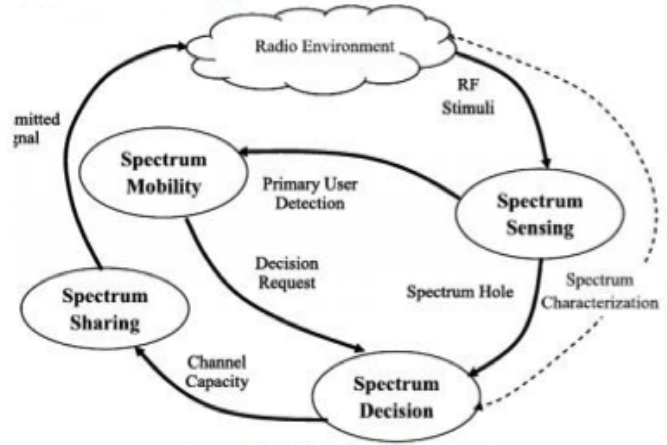 Radio Environment
RF
Stimuli
mitted
gnal
Spectrum
Mobility
Primary User
Detection
Spectrum
Sensing
Decision
Request
Spectrum Hole
Spectrum
Characterization
Spectrum
Sharing
Channel
Capacity
Spectrum
Decision